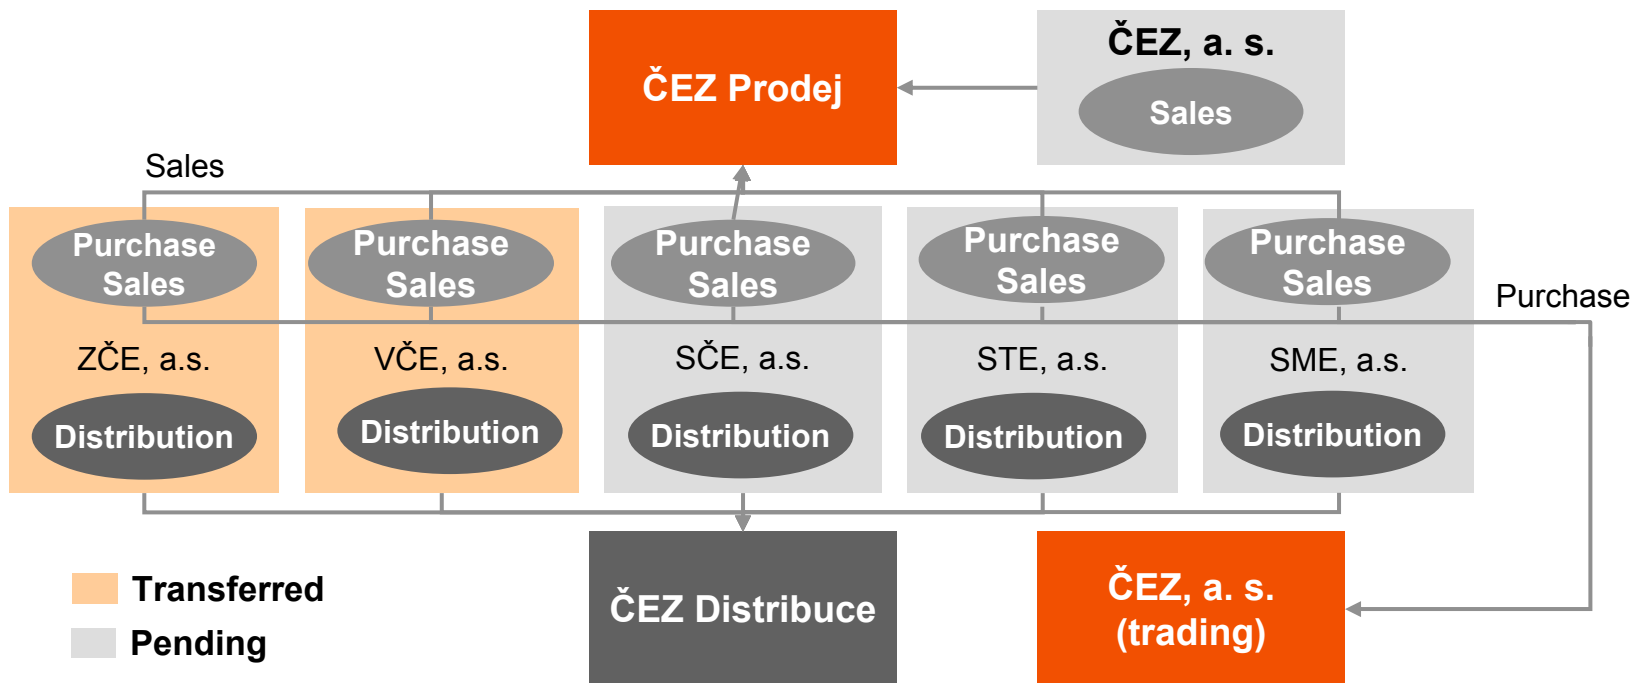 ČEZ Prodej
ČEZ, a. s.
Sales
Sales
Purchase
Sales
Purchase
Sales
Purchase
Sales
Purchase
Sales
Purchase
Sales
Purchase
ZČE, a.s.
VČE, a.s.
SČE, a.s.
STE, a.s.
SME, a.s.
Distribution
Distribution
Distribution
Distribution
Distribution
Transferred
Pending
ČEZ Distribuce
ČEZ, a. s.
(trading)